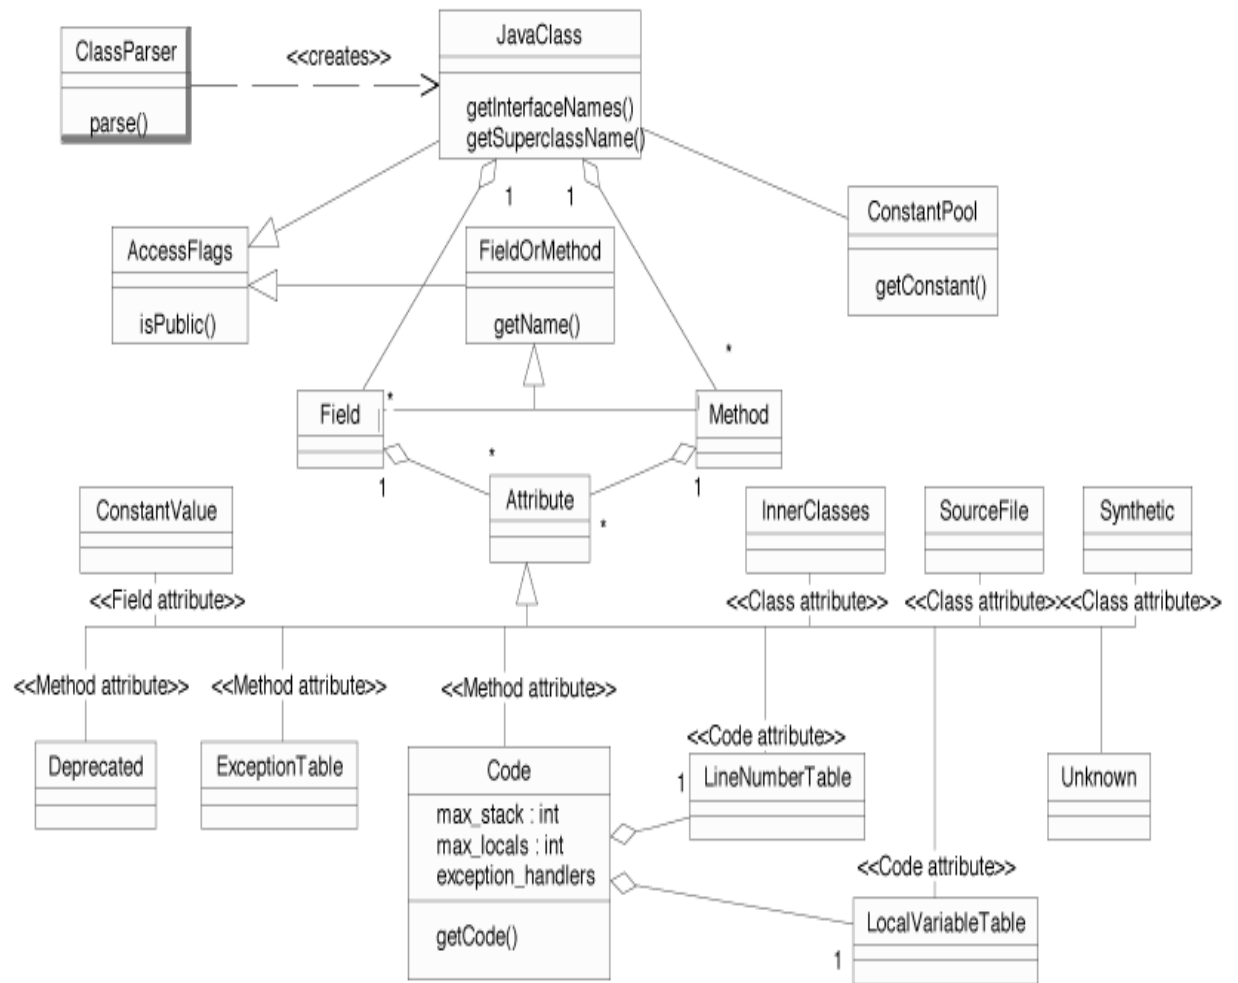 ClassParser
parse()
<<creates>>
JavaClass
getInterfaceNames()
getSuperclassName()
1
1
ConstantPool
getConstant()
AccessFlags
isPublic()
FieldOrMethod
getName()
*
*
Field
Method
1
*
1
Attribute
*
ConstantValue
InnerClasses
SourceFile
Synthetic
<<Field attribute>>
<<Class attribute>>
<<Class attribute>>
<<Class attribute>>
<<Method attribute>>
<<Method attribute>>
<<Method attribute>>
<<Code attribute>>
Deprecated
ExceptionTable
Code
max_stack : int
max_locals : int
exception_handlers
getCode()
1
LineNumberTable
Unknown
<<Code attribute>>
LocalVariableTable
1